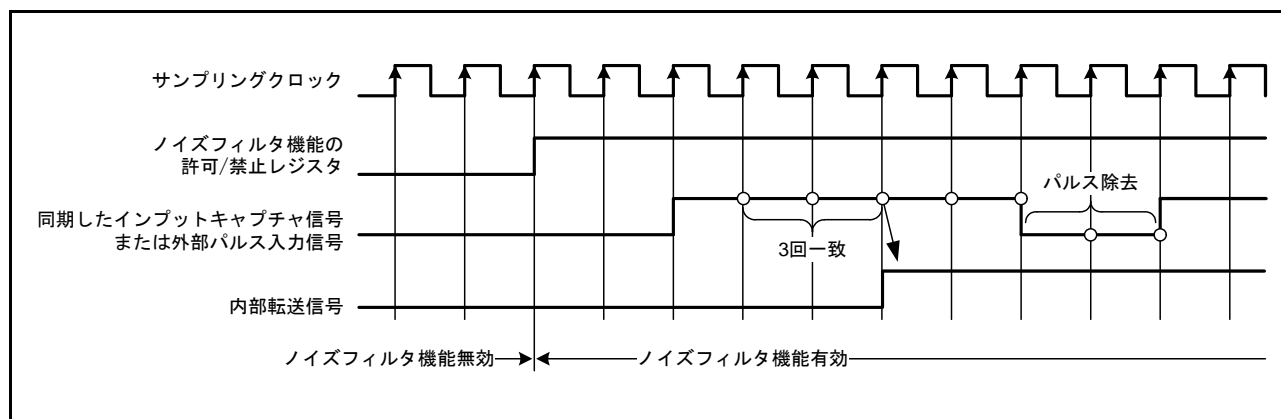 サンプリングクロック
ノイズフィルタ機能の
許可/禁止レジスタ
パルス除去
同期したインプットキャプチャ信号
または外部パルス入力信号
3回一致
内部転送信号
ノイズフィルタ機能無効
ノイズフィルタ機能有効